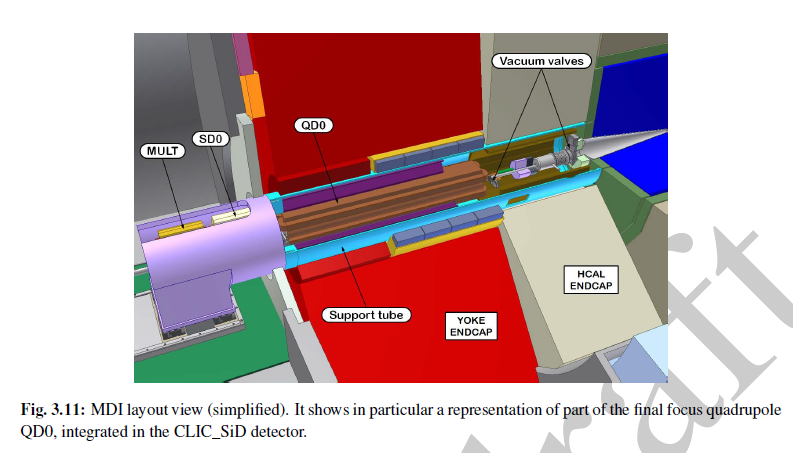 Vacuum valves
QD0
SD0
MULT
HCAL
ENDCAP
Support tube
YOKE
ENDCAP
draft
Fig. 3.11: MDI layout view (simplified). It shows in particular a representation of part of the final focus quadrupole
QD0, integrated in the CLIC_SiD detector.